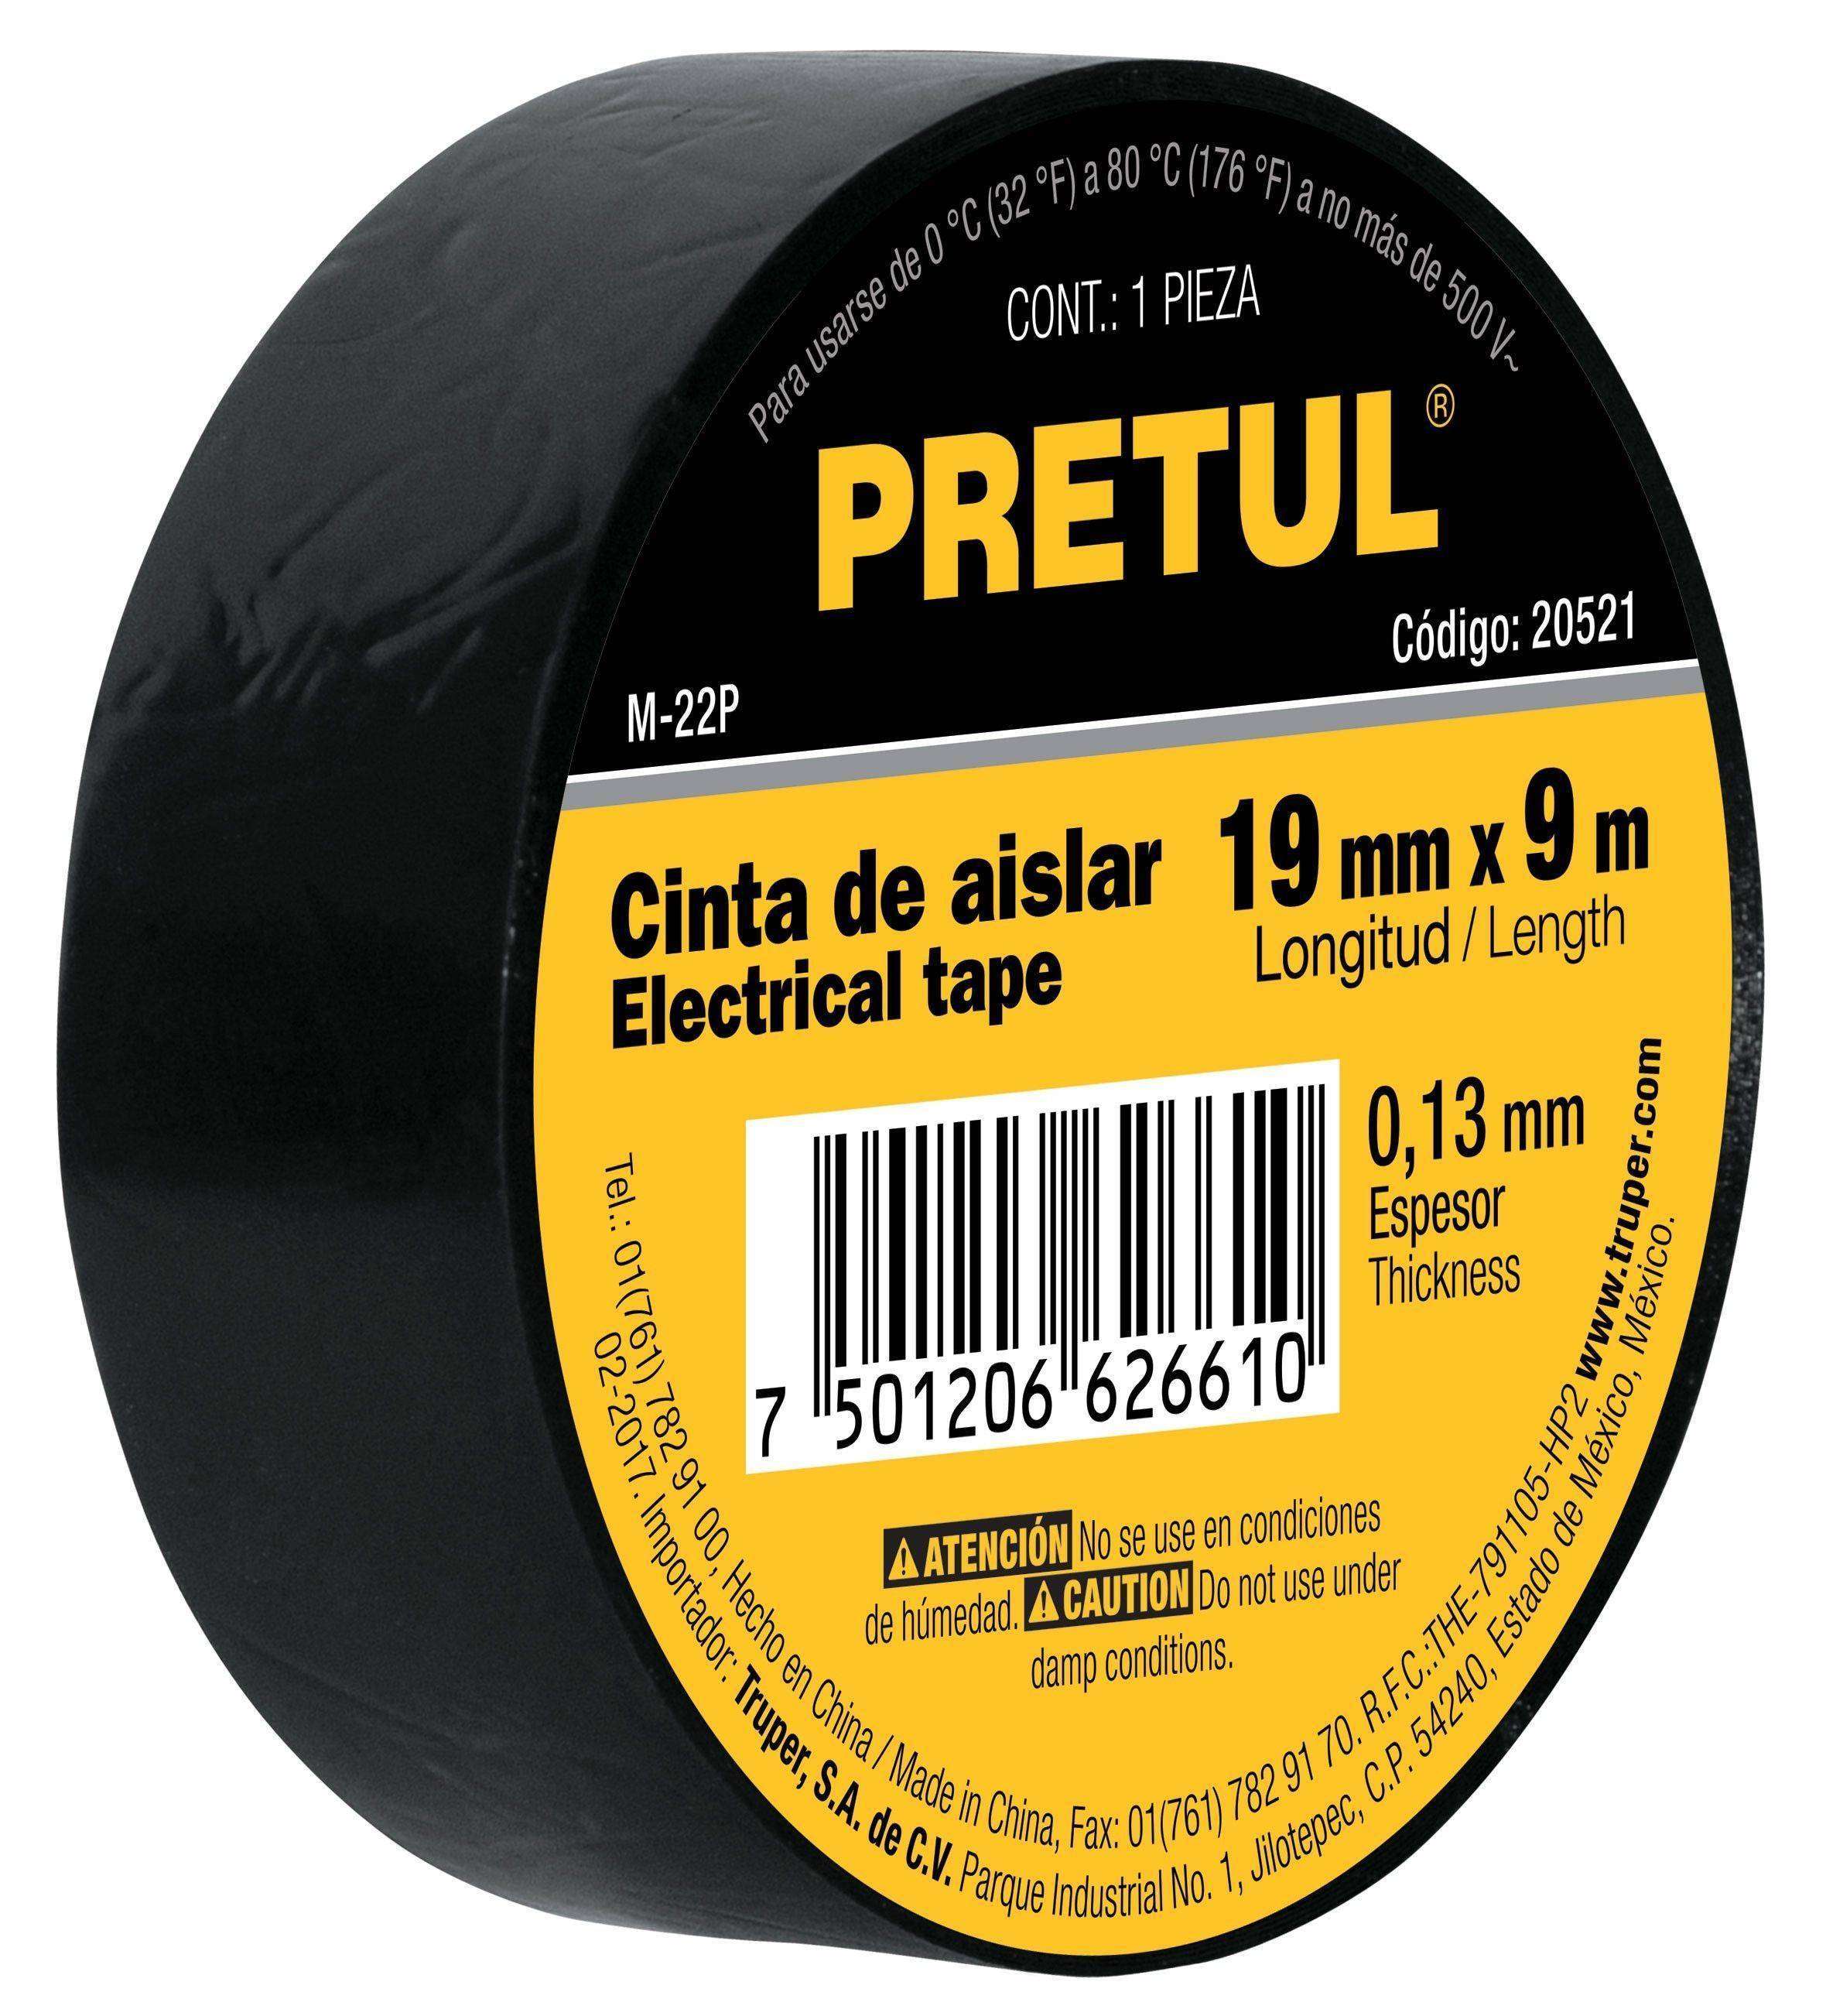 Para usarse de 0 °C (32 °F) a 80 °C (176 °F) a no más de 500 V~
CONT.: 1 PIEZA
PRETUL®
Código: 20521
M-22P
Cinta de aislar 19 mm x 9 m
Longitud / Length
Electrical tape
0,13 mm
Espesor
Thickness
7 501206 626610
ATENCIÓN No se use en condiciones
de húmedad. CAUTION Do not use under
damp conditions.
Tel.: 01(761) 782 91 00, Hecho en China / Made in China, Fax: 01(761) 782 91 70. R.F.C.:THE-791105-HP2 www.truper.com
02-2017. Importador: Truper, S.A. de C.V. Parque Industrial No. 1, Jilotepec, C.P. 54240, Estado de México, México.